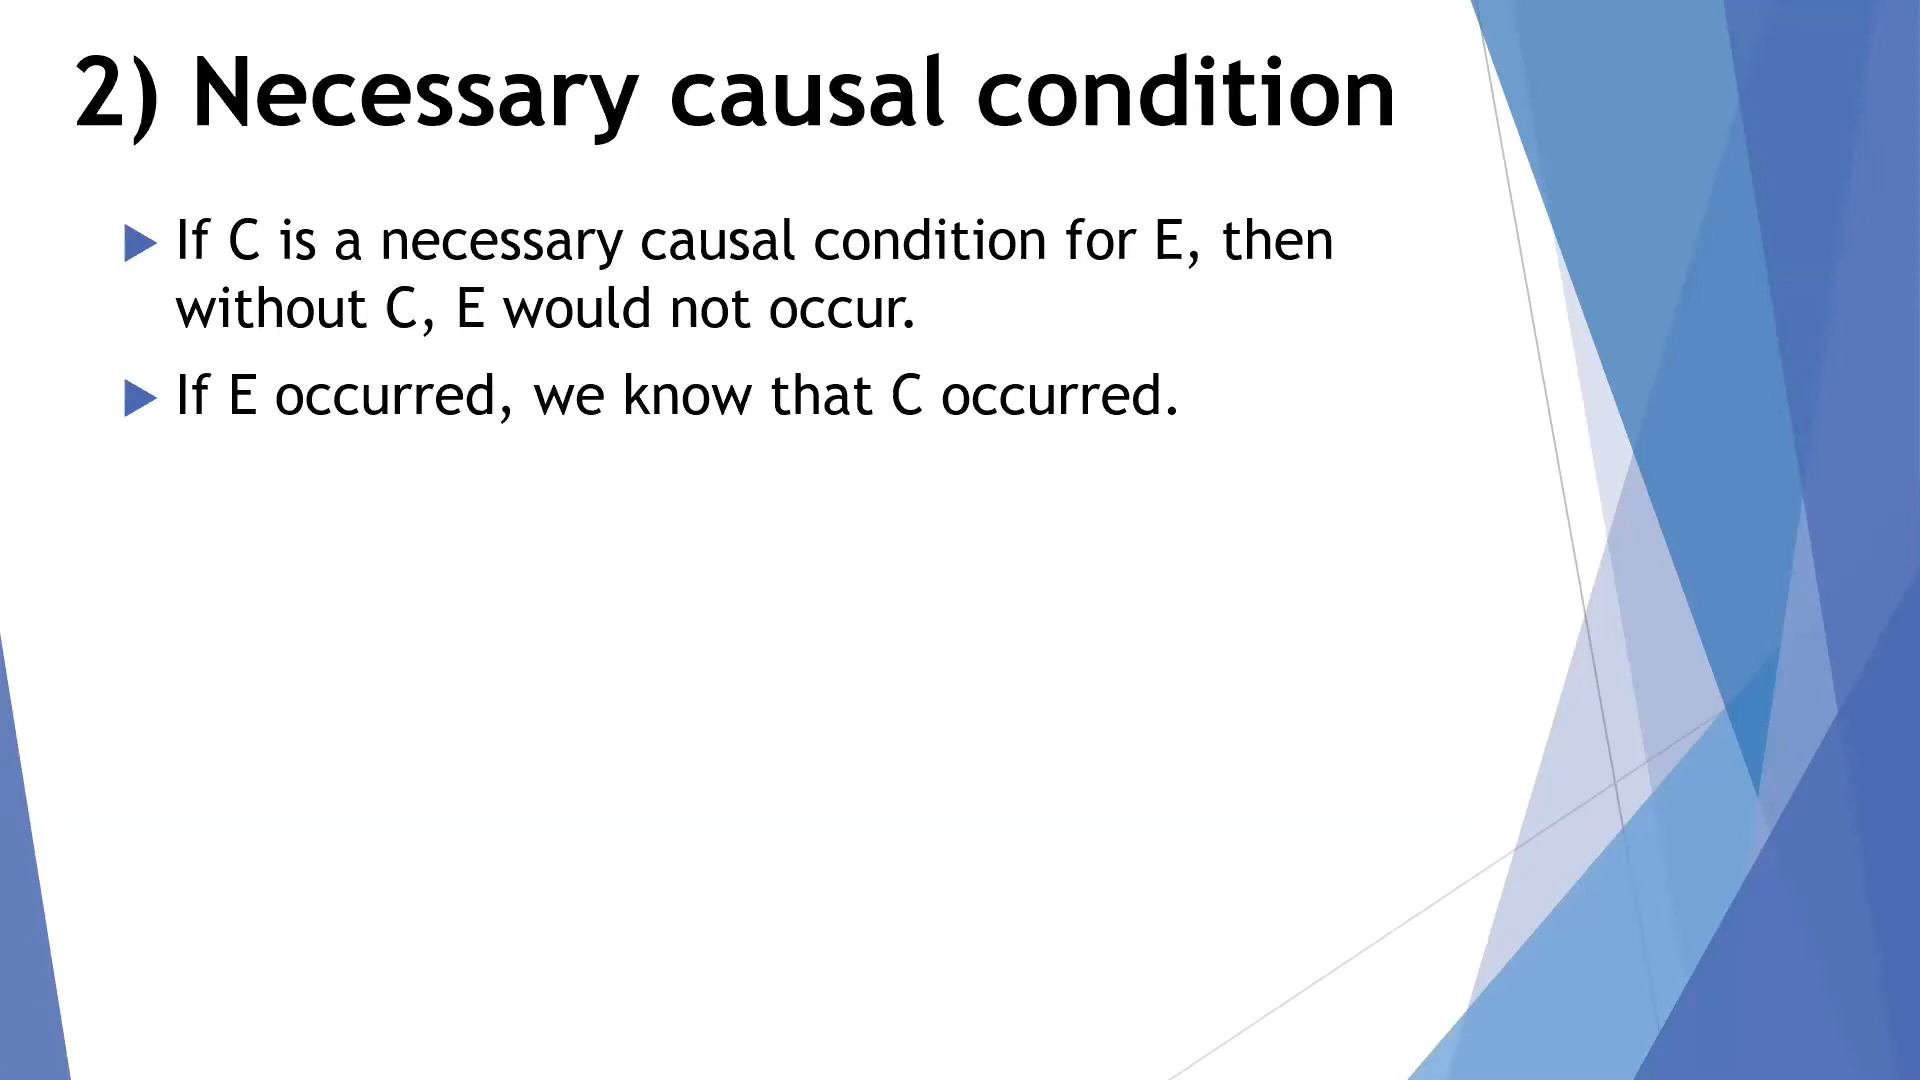 2) Necessary causal condition
If C is a necessary causal condition for E, then
without C, E would not occur.
If E occurred, we know that C occurred.